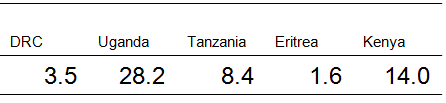 DRC Uganda Tanzania Eritrea Kenya
3.5 28.2 8.4 1.6 14.0